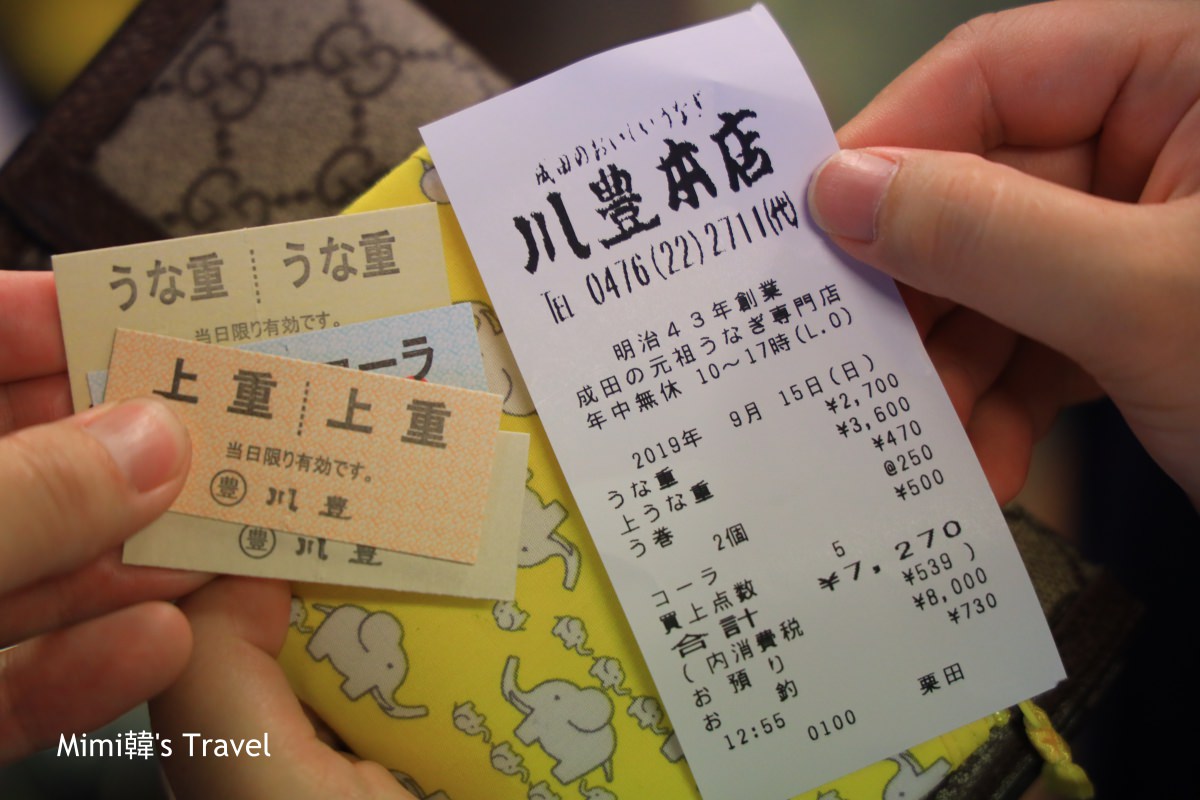 うな重 うな重
当日限り有効です。
コーラ
上重 上重
当日限り有効です。
豊 川豊
豊 川豊
成田のおいしいうなぎ
川豊本店
TEL 0476(22)2711(代)
明治43年創業
成田の元祖うなぎ専門店
年中無休 10～17時(L.O)
2019年 9月 15日(日)
うな重 ¥2,700
上うな重 ¥3,600
う巻 ¥470
2個 @250
コーラ ¥500
買上点数 5
合計 ¥7,270
(内消費税 ¥539 )
お預り ¥8,000
お釣 ¥730
12:55 0100 栗田
Mimi韓's Travel